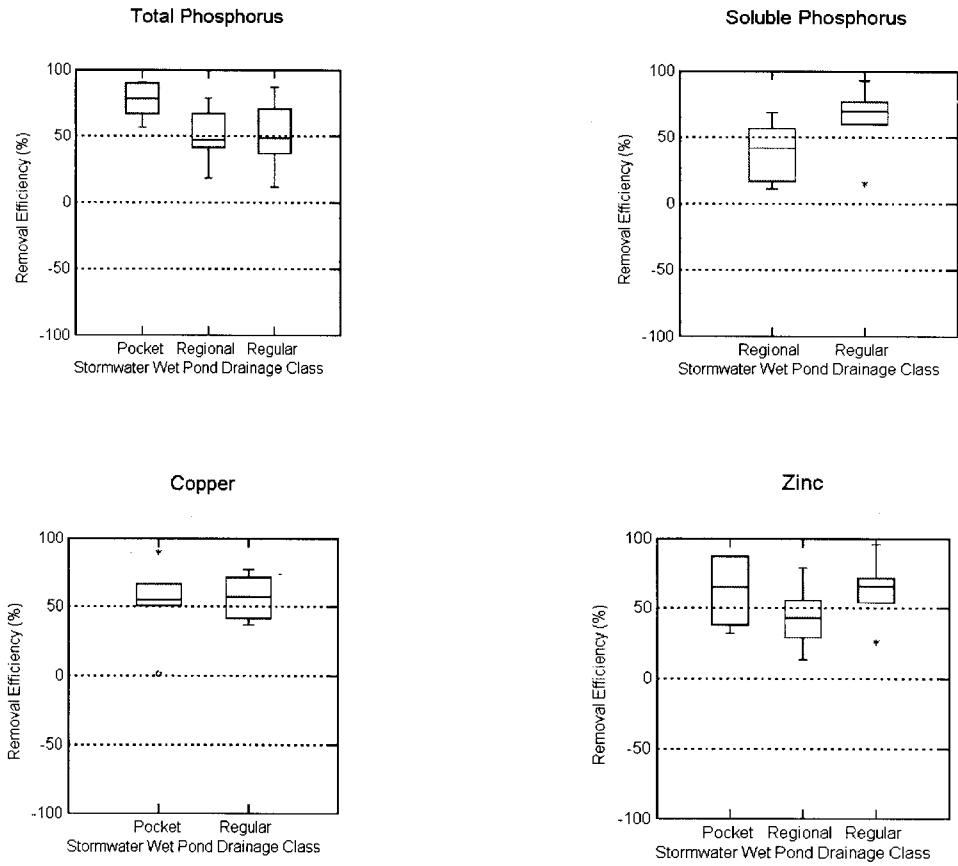 Total Phosphorus
100
50
0
-50
-100
Removal Efficiency (%)
Pocket Regional Regular
Stormwater Wet Pond Drainage Class
Soluble Phosphorus
100
50
0
-50
-100
Removal Efficiency (%)
Regional Regular
Stormwater Wet Pond Drainage Class
Copper
100
50
0
-50
-100
Removal Efficiency (%)
Pocket Regular
Stormwater Wet Pond Drainage Class
Zinc
100
50
0
-50
-100
Removal Efficiency (%)
Pocket Regional Regular
Stormwater Wet Pond Drainage Class